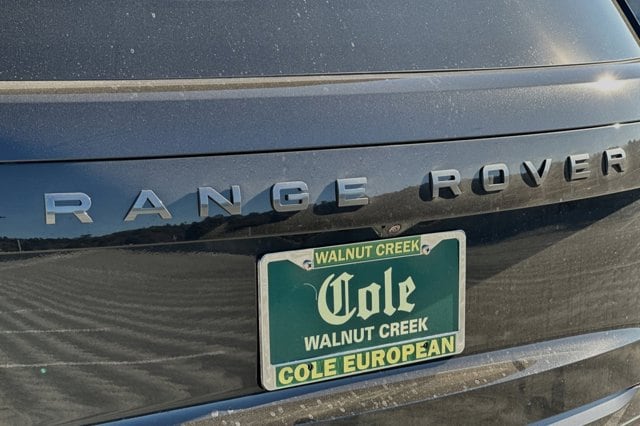 RANGE ROVER
WALNUT CREEK
Cole
WALNUT CREEK
COLE EUROPEAN